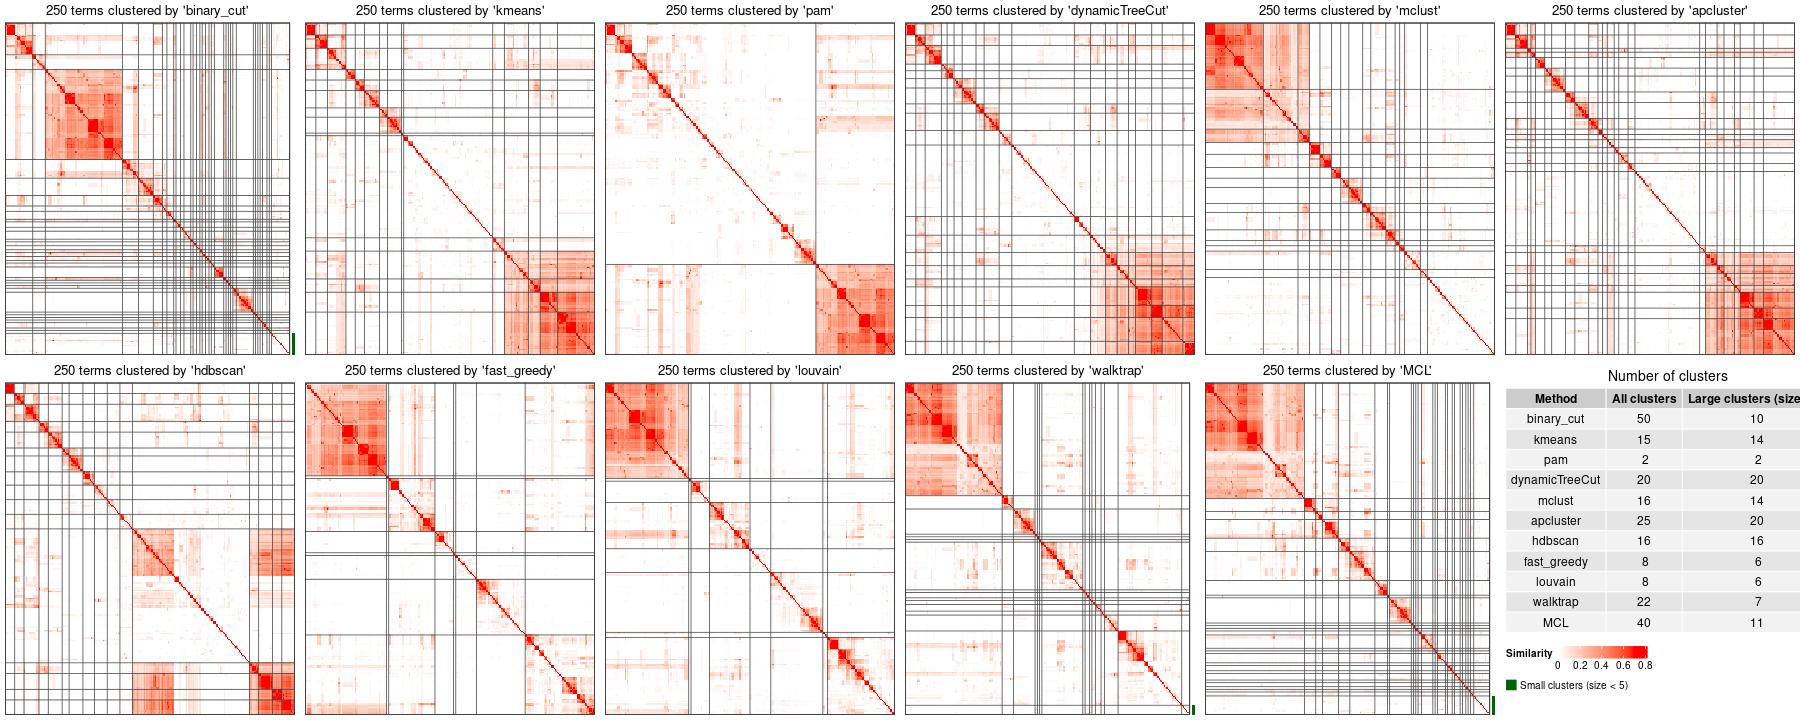 250 terms clustered by 'binary_cut'
250 terms clustered by 'kmeans'
250 terms clustered by 'pam'
250 terms clustered by 'dynamicTreeCut'
250 terms clustered by 'mclust'
250 terms clustered by 'apcluster'
250 terms clustered by 'hdbscan'
250 terms clustered by 'fast_greedy'
250 terms clustered by 'louvain'
250 terms clustered by 'walktrap'
250 terms clustered by 'MCL'
Number of clusters
Method All clusters Large clusters (size
binary_cut 50 10
kmeans 15 14
pam 2 2
dynamicTreeCut 20 20
mclust 16 14
apcluster 25 20
hdbscan 16 16
fast_greedy 8 6
louvain 8 6
walktrap 22 7
MCL 40 11
Similarity
0 0.2 0.4 0.6 0.8
Small clusters (size < 5)